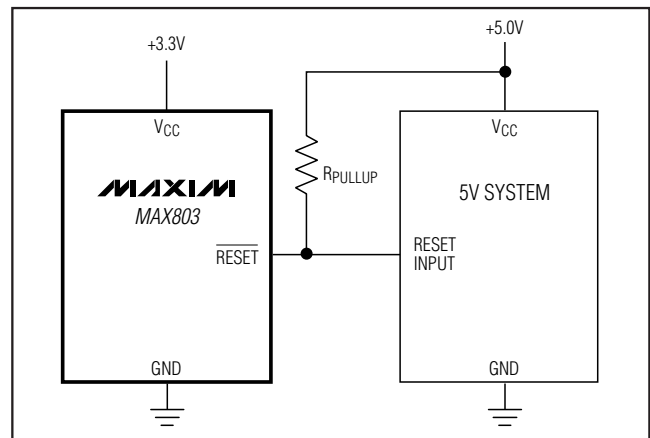 +3.3V
+5.0V
VCC
VCC
RPULLUP
MAXIM
MAX803
5V SYSTEM
RESET
RESET
INPUT
GND
GND